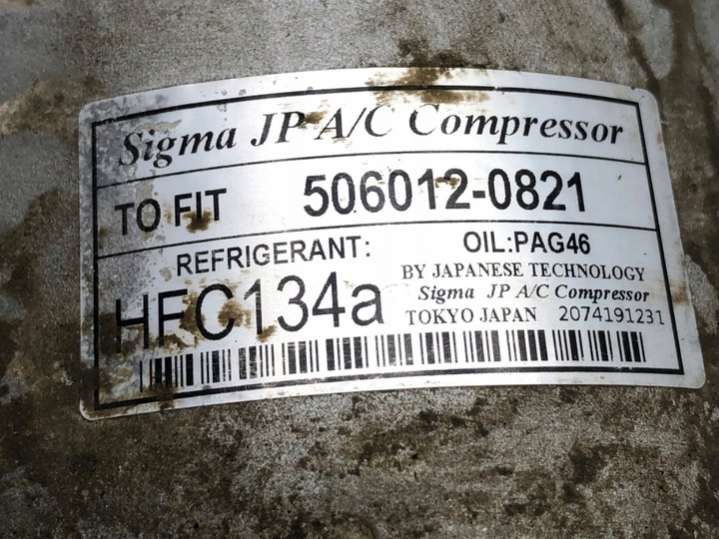 Sigma JP A/C Compressor
TO FIT 506012-0821
REFRIGERANT: OIL:PAG46
HFC134a
BY JAPANESE TECHNOLOGY
Sigma JP A/C Compressor
TOKYO JAPAN 2074191231